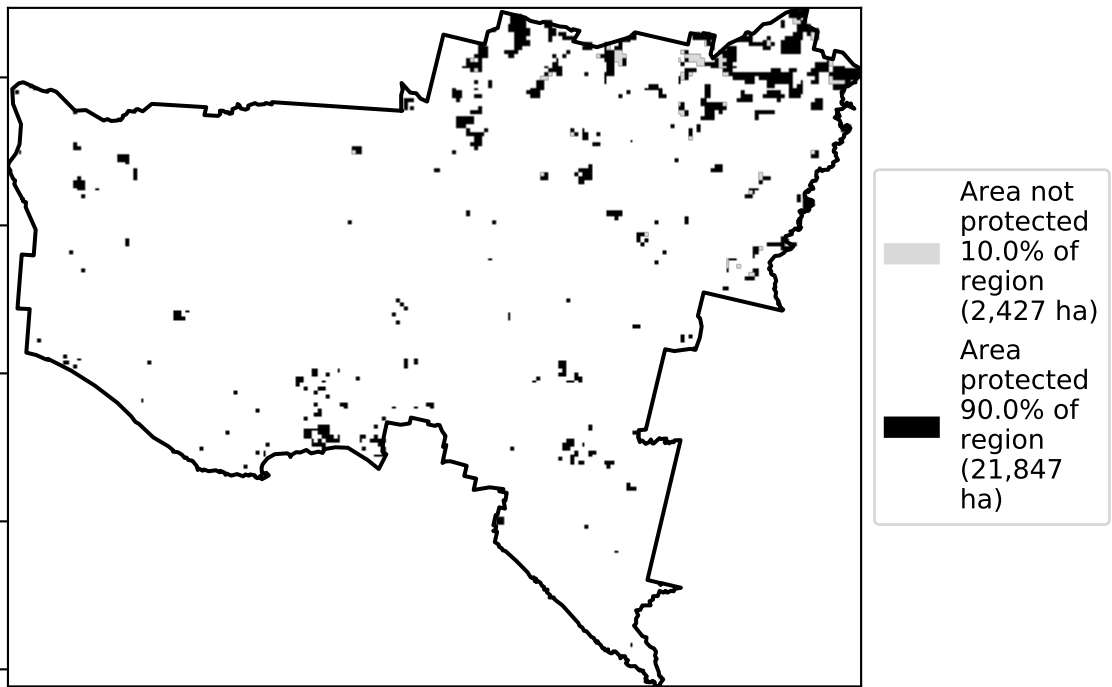 Area not
protected
10.0% of
region
(2,427 ha)
Area
protected
90.0% of
region
(21,847
ha)